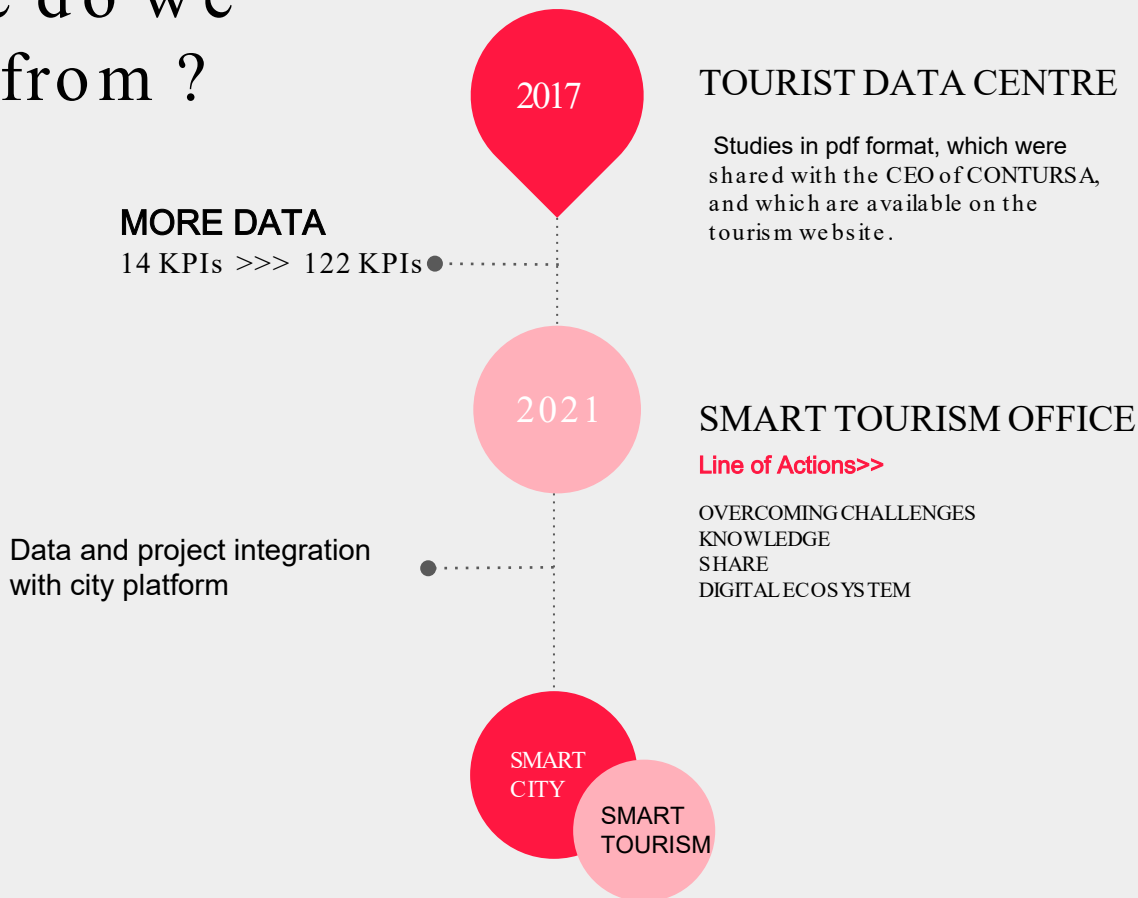 do we
from ?
2017
TOURIST DATA CENTRE
Studies in pdf format, which were
shared with the CEO of CONTURSA,
and which are available on the
tourism website.
MORE DATA
14 KPIs >>> 122 KPIs
2021
SMART TOURISM OFFICE
Line of Actions>>
OVERCOMING CHALLENGES
KNOWLEDGE
SHARE
DIGITAL ECOSYSTEM
Data and project integration
with city platform
SMART
CITY
SMART
TOURISM